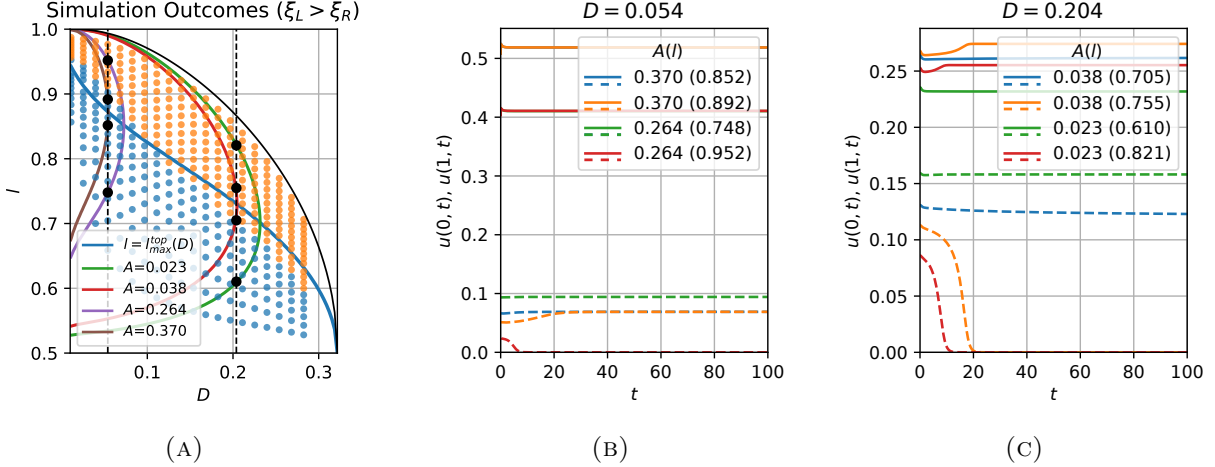 Simulation Outcomes (ξ_L > ξ_R)
1.0
0.9
0.8
0.7
0.6
0.5
l
0.1
0.2
0.3
D
l = l_max^top(D)
A=0.023
A=0.038
A=0.264
A=0.370
(A)
D = 0.054
0.5
0.4
0.3
0.2
0.1
0.0
u(0, t), u(1, t)
0
20
40
60
80
100
t
A(l)
0.370 (0.852)
0.370 (0.892)
0.264 (0.748)
0.264 (0.952)
(B)
D = 0.204
0.25
0.20
0.15
0.10
0.05
0.00
u(0, t), u(1, t)
0
20
40
60
80
100
t
A(l)
0.038 (0.705)
0.038 (0.755)
0.023 (0.610)
0.023 (0.821)
(C)